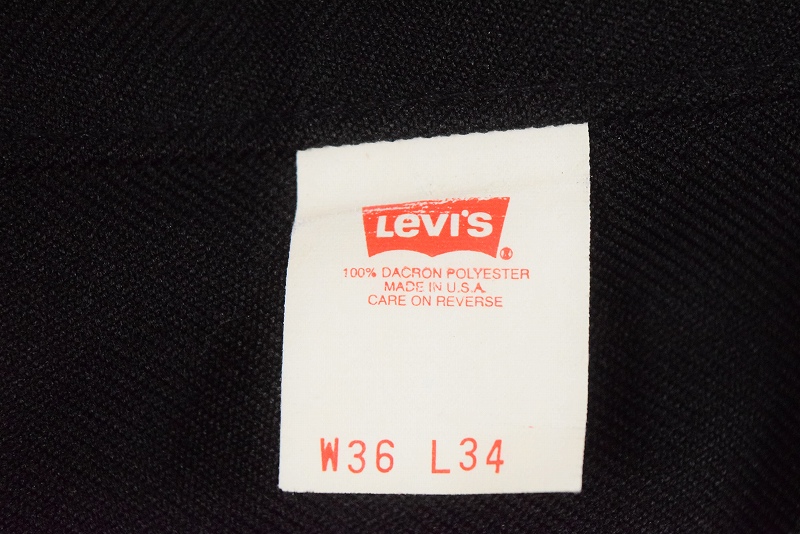 LEVI'S ®
100% DACRON POLYESTER
MADE IN U.S.A.
CARE ON REVERSE
W36 L34